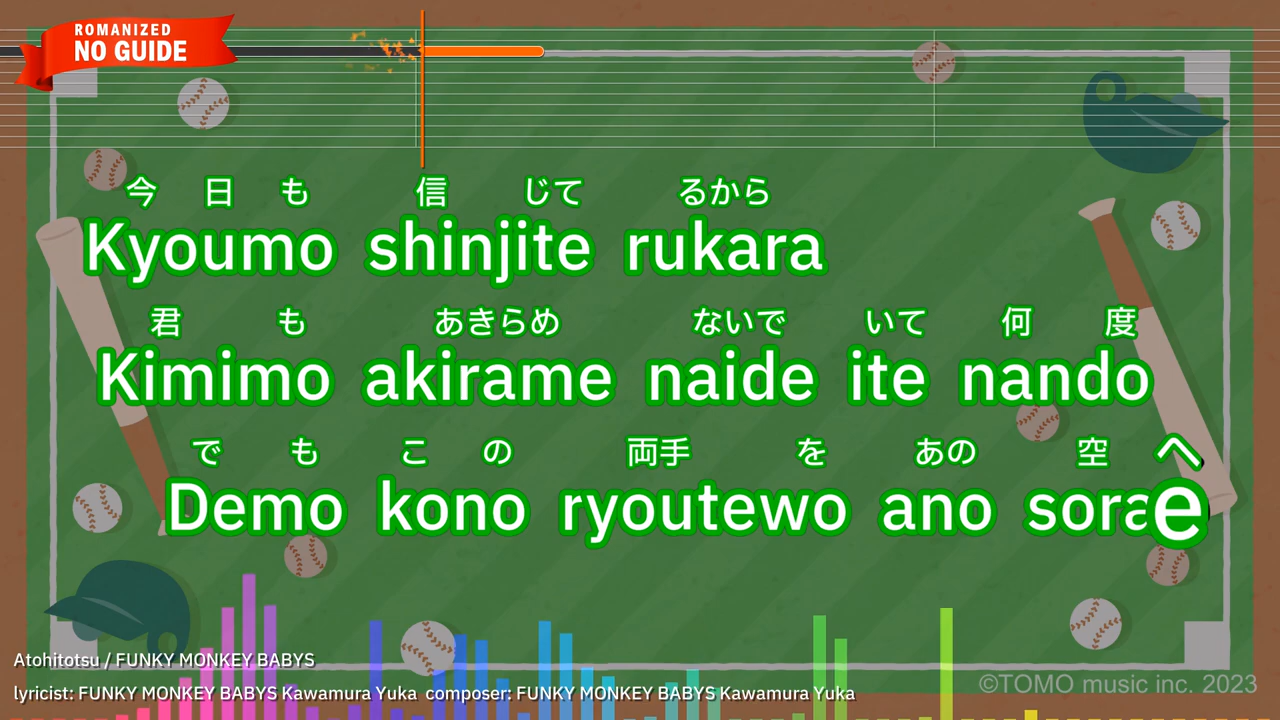 ROMANIZED
NO GUIDE
今日も 信じて るから
Kyoumo shinjite rukara
君も あきらめ ないで いて 何度
Kimimo akirame naide ite nando
でも この 両手を あの 空へ
Demo kono ryoutewo ano sorae
Atohitotsu / FUNKY MONKEY BABYS
lyricist: FUNKY MONKEY BABYS Kawamura Yuka composer: FUNKY MONKEY BABYS Kawamura Yuka
©TOMO music inc. 2023